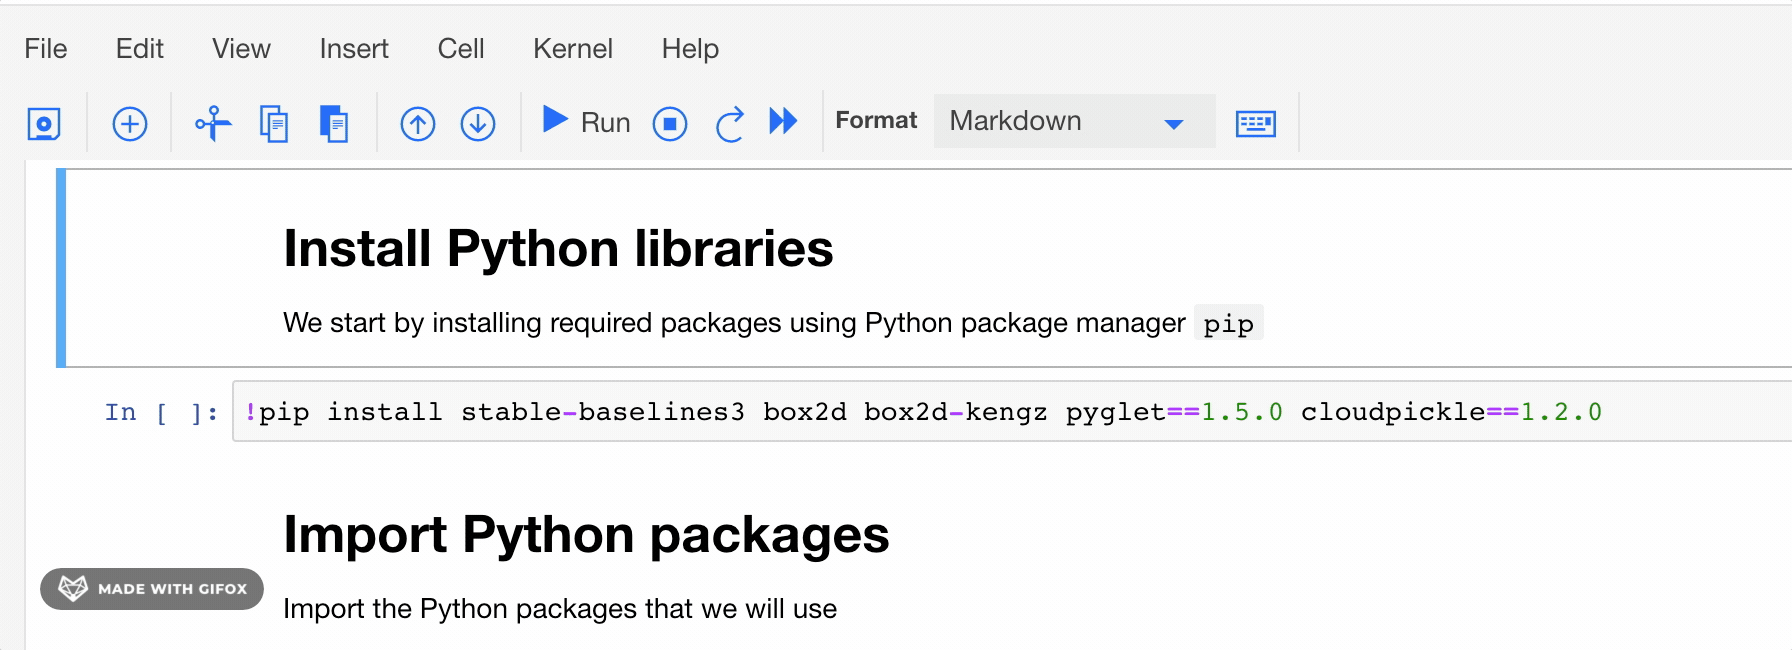 File Edit View Insert Cell Kernel Help
Run Format Markdown
Install Python libraries
We start by installing required packages using Python package manager pip
In [ ]: !pip install stable-baselines3 box2d box2d-kengz pyglet==1.5.0 cloudpickle==1.2.0
Import Python packages
MADE WITH GIFOX
Import the Python packages that we will use